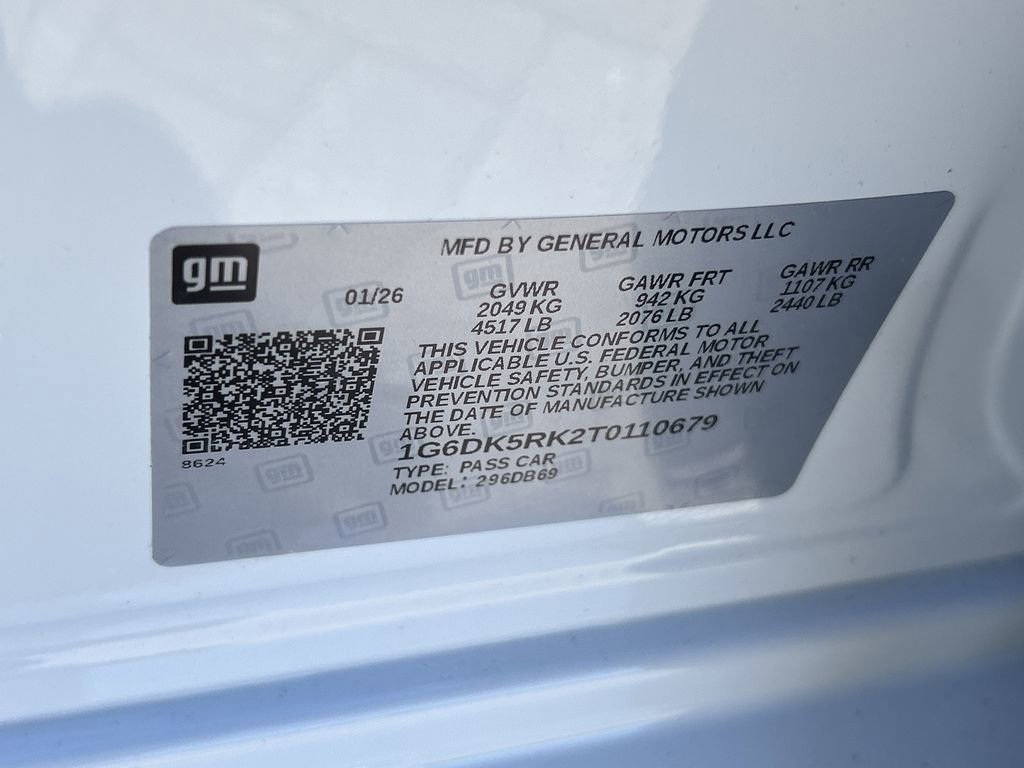 gm
MFD BY GENERAL MOTORS LLC
01/26 GVWR GAWR FRT GAWR RR
2049 KG 942 KG 1107 KG
4517 LB 2076 LB 2440 LB
THIS VEHICLE CONFORMS TO ALL
APPLICABLE U.S. FEDERAL MOTOR
VEHICLE SAFETY, BUMPER, AND THEFT
PREVENTION STANDARDS IN EFFECT ON
THE DATE OF MANUFACTURE SHOWN
ABOVE.
1G6DK5RK2T0110679
TYPE: PASS CAR
MODEL: 296DB69
8624